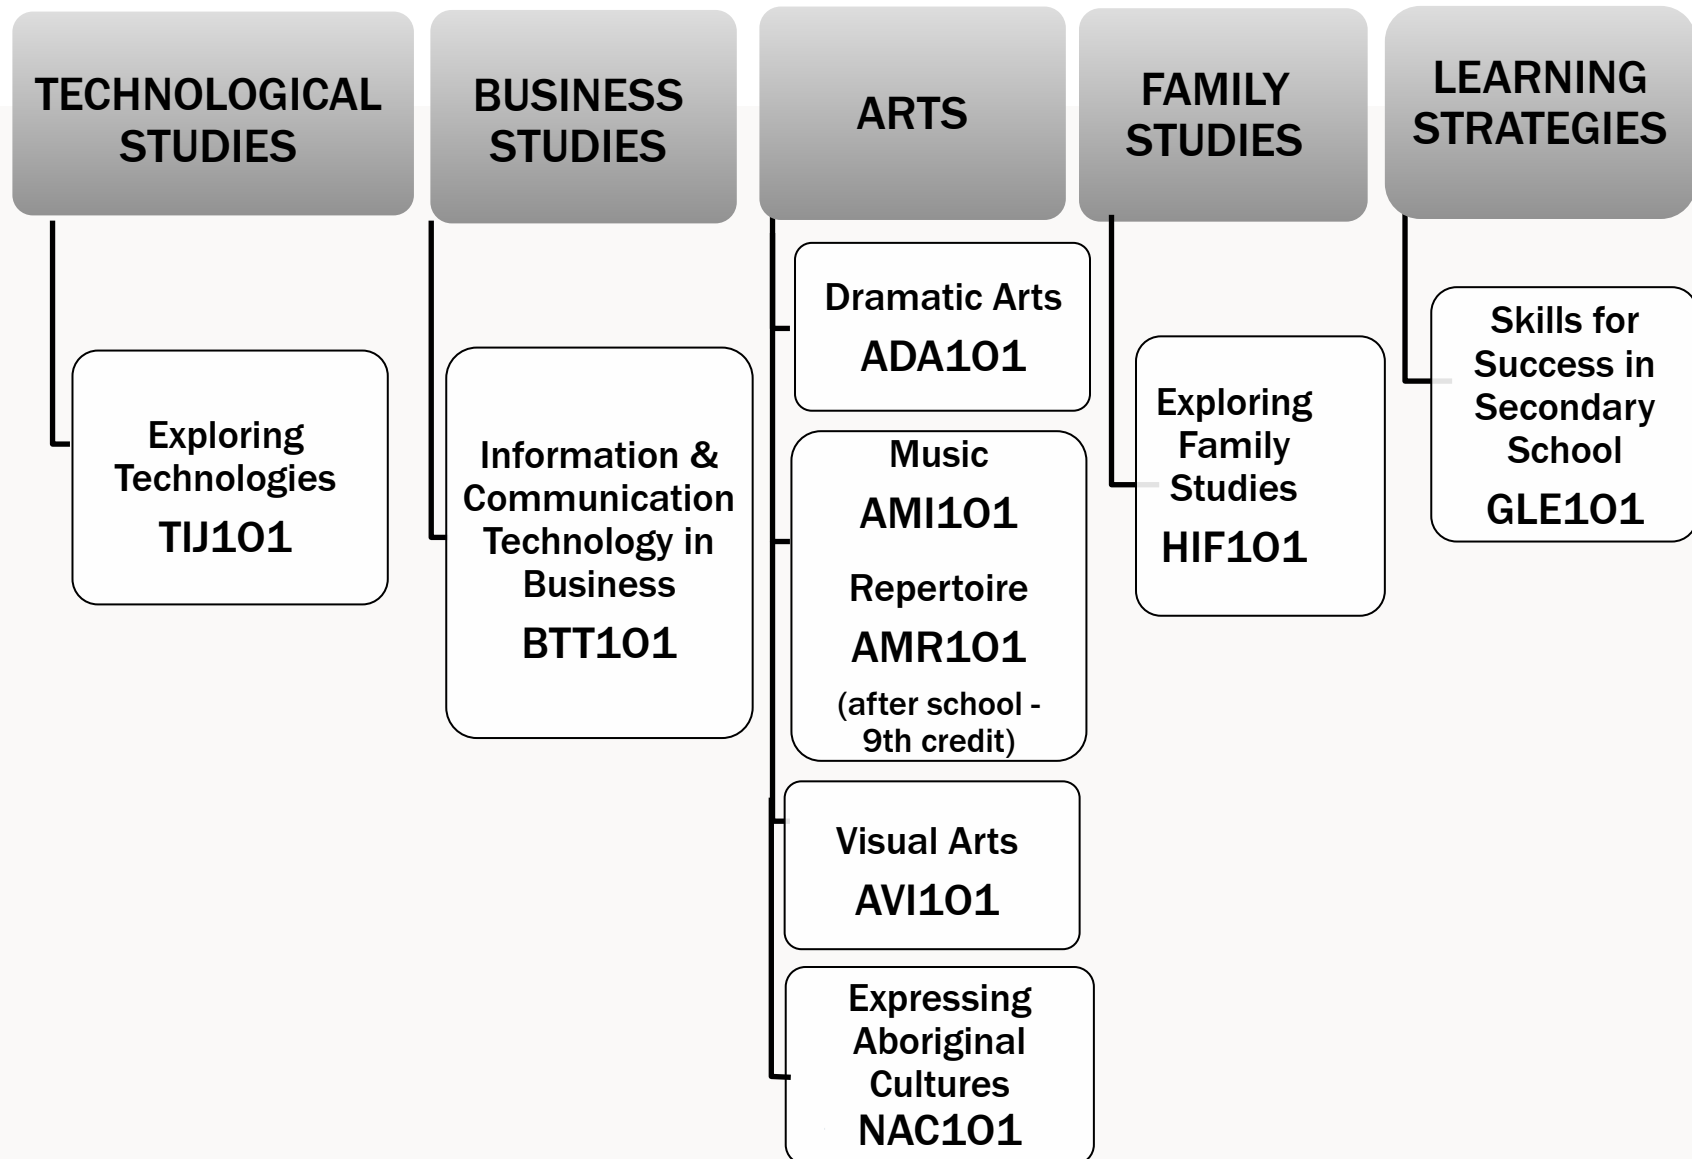 TECHNOLOGICAL
STUDIES
Exploring
Technologies
TIJ1O1
BUSINESS
STUDIES
Information &
Communication
Technology in
Business
BTT1O1
ARTS
Dramatic Arts
ADA1O1
Music
AMI1O1
Repertoire
AMR1O1
(after school -
9th credit)
Visual Arts
AVI1O1
Expressing
Aboriginal
Cultures
NAC1O1
FAMILY
STUDIES
Exploring
Family
Studies
HIF1O1
LEARNING
STRATEGIES
Skills for
Success in
Secondary
School
GLE1O1